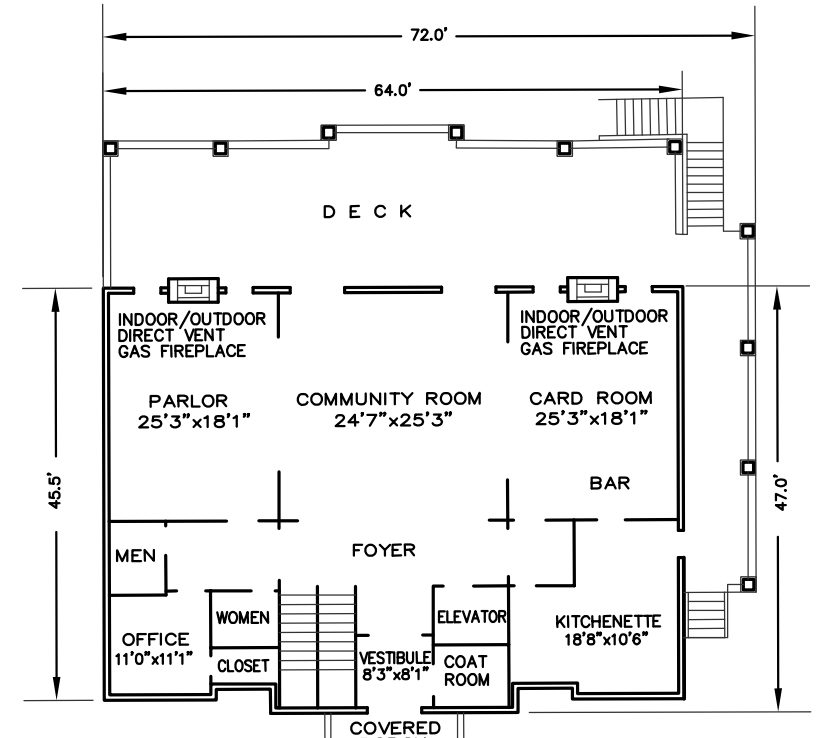 72.0'
64.0'
D E C K
INDOOR/OUTDOOR
DIRECT VENT
GAS FIREPLACE
INDOOR/OUTDOOR
DIRECT VENT
GAS FIREPLACE
PARLOR
25'3"x18'1"
COMMUNITY ROOM
24'7"x25'3"
CARD ROOM
25'3"x18'1"
45.5'
BAR
47.0'
MEN
FOYER
WOMEN
ELEVATOR
OFFICE
11'0"x11'1"
KITCHENETTE
18'8"x10'6"
CLOSET
VESTIBULE
8'3"x8'1"
COAT
ROOM
COVERED